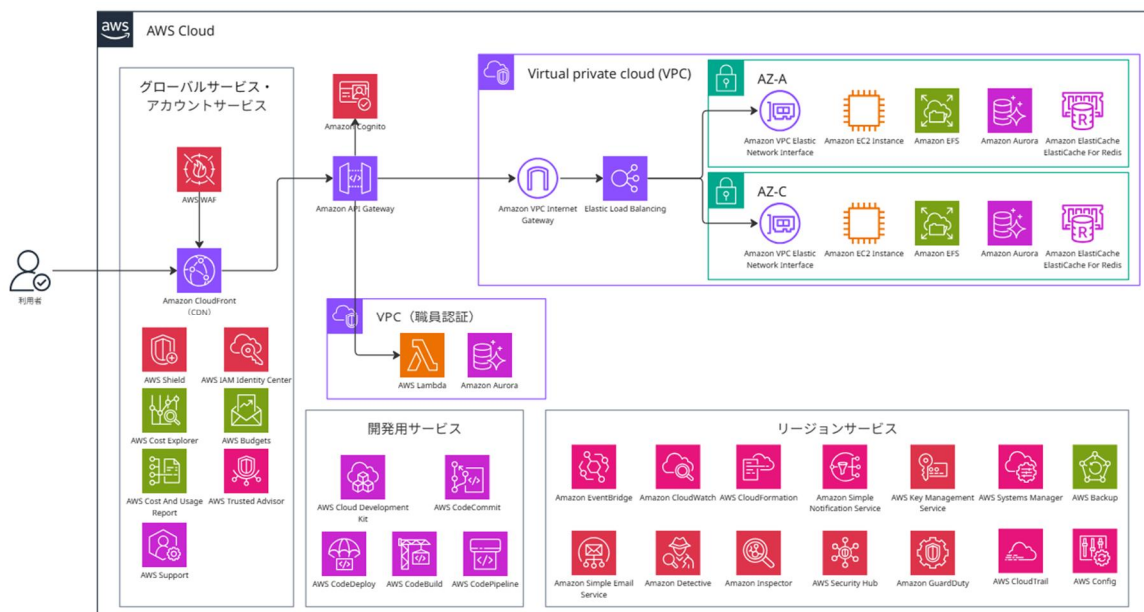 aws
AWS Cloud
グローバルサービス・
アカウントサービス
AWS WAF
利用者
Amazon CloudFront
（CDN）
AWS Shield
AWS IAM Identity Center
AWS Cost Explorer
AWS Budgets
AWS Cost And Usage
Report
AWS Trusted Advisor
AWS Support
Amazon Cognito
Amazon API Gateway
Virtual private cloud (VPC)
Amazon VPC Internet
Gateway
Elastic Load Balancing
AZ-A
Amazon VPC Elastic
Network Interface
Amazon EC2 Instance
Amazon EFS
Amazon Aurora
Amazon ElastiCache
ElastiCache For Redis
AZ-C
Amazon VPC Elastic
Network Interface
Amazon EC2 Instance
Amazon EFS
Amazon Aurora
Amazon ElastiCache
ElastiCache For Redis
VPC（職員認証）
AWS Lambda
Amazon Aurora
開発用サービス
AWS Cloud Development
Kit
AWS CodeCommit
AWS CodeDeploy
AWS CodeBuild
AWS CodePipeline
リージョンサービス
Amazon EventBridge
Amazon CloudWatch
AWS CloudFormation
Amazon Simple
Notification Service
AWS Key Management
Service
AWS Systems Manager
AWS Backup
Amazon Simple Email
Service
Amazon Detective
Amazon Inspector
AWS Security Hub
Amazon GuardDuty
AWS CloudTrail
AWS Config